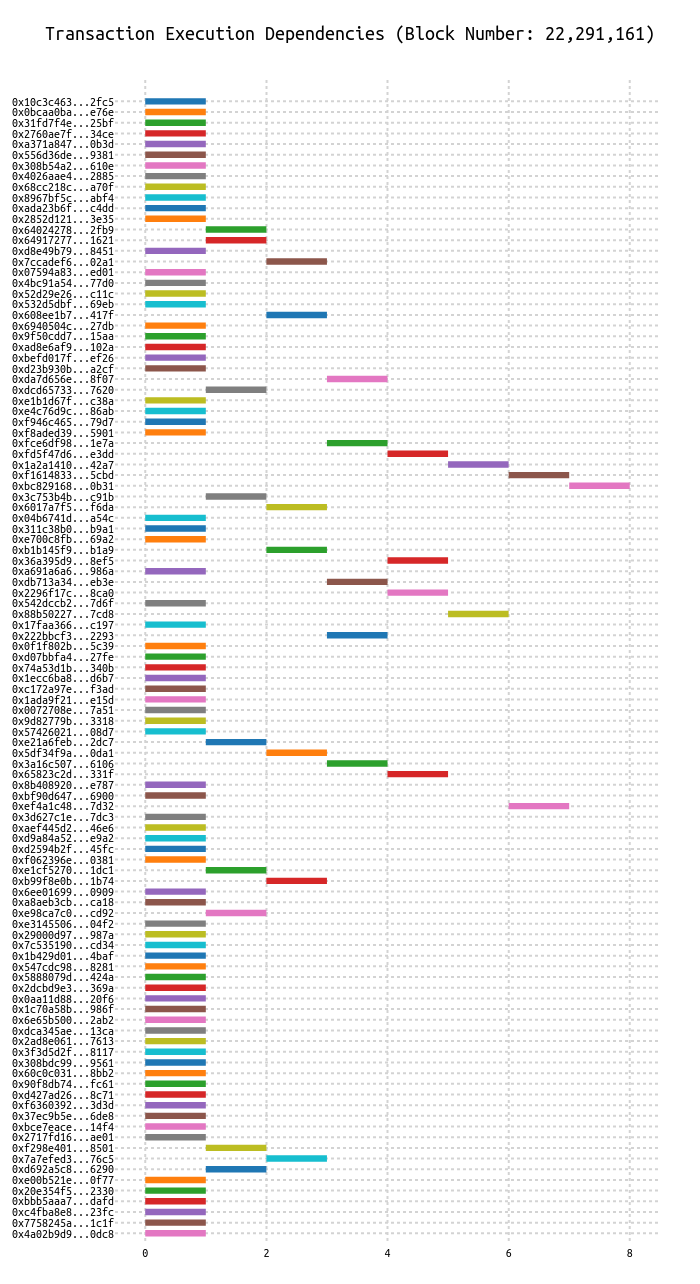 Transaction Execution Dependencies (Block Number: 22,291,161)
0x10c3c463...2fc5
0x0bcaa0ba...e76e
0x31fd7f4e...25bf
0x2760ae7f...34ce
0xa371a847...0b3d
0x556d36de...9381
0x308b54a2...610e
0x4026aae4...2885
0x68cc218c...a70f
0x8967bf5c...abf4
0xada23b6f...c4dd
0x2852d121...3e35
0x64024278...2fb9
0x64917277...1621
0xd8e49b79...8451
0x7ccadef6...02a1
0x07594a83...ed01
0x4bc91a54...77d0
0x52d29e26...c11c
0x532d5dbf...69eb
0x608ee1b7...417f
0x6940504c...27db
0x9f50cdd7...15aa
0xad8e6af9...102a
0xbefd017f...ef26
0xd23b930b...a2cf
0xda7d656e...8f07
0xdcd65733...7620
0xe1b1d67f...c38a
0xe4c76d9c...86ab
0xf946c465...79d7
0xf8aded39...5901
0xfce6df98...1e7a
0xfd5f47d6...e3dd
0x1a2a1410...42a7
0xf1614833...5cbd
0xbc829168...0b31
0x3c753b4b...c91b
0x6017a7f5...f6da
0x04b6741d...a54c
0x311c38b0...b9a1
0xe700c8fb...69a2
0xb1b145f9...b1a9
0x36a395d9...8ef5
0xa691a6a6...986a
0xdb713a34...eb3e
0x2296f17c...8ca0
0x542dccb2...7d6f
0x88b50227...7cd8
0x17faa366...c197
0x222bbcf3...2293
0x0f1f802b...5c39
0xd07bbfa4...27fe
0x74a53d1b...340b
0x1ecc6ba8...d6b7
0xc172a97e...f3ad
0x1ada9f21...e15d
0x0072708e...7a51
0x9d82779b...3318
0x57426021...08d7
0xe21a6feb...2dc7
0x5df34f9a...0da1
0x3a16c507...6106
0x65823c2d...331f
0x8b408920...e787
0xbf90d647...6900
0xef4a1c48...7d32
0x3d627c1e...7dc3
0xaef445d2...46e6
0xd9a84a52...e9a2
0xd2594b2f...45fc
0xf062396e...0381
0xe1cf5270...1dc1
0xb99f8e0b...1b74
0x6ee01699...0909
0xa8aeb3cb...ca18
0xe98ca7c0...cd92
0xe3145506...04f2
0x29000d97...987a
0x7c535190...cd34
0x1b429d01...4baf
0x547cdc98...8281
0x5888079d...424a
0x2dcbd9e3...369a
0x0aa11d88...20f6
0x1c70a58b...986f
0x6e65b500...2ab2
0xdca345ae...13ca
0x2ad8e061...7613
0x3f3d5d2f...8117
0x308bdc99...9561
0x60c0c031...8bb2
0x90f8db74...fc61
0xd427ad26...8c71
0xf6360392...3d3d
0x37ec9b5e...6de8
0xbce7eace...14f4
0x2717fd16...ae01
0xf298e401...8501
0x7a7efed3...76c5
0xd692a5c8...6290
0xe00b521e...0f77
0x20e354f5...2330
0xbbb5aaa7...dafd
0xc4fba8e8...23fc
0x7758245a...1c1f
0x4a02b9d9...0dc8
0 2 4 6 8